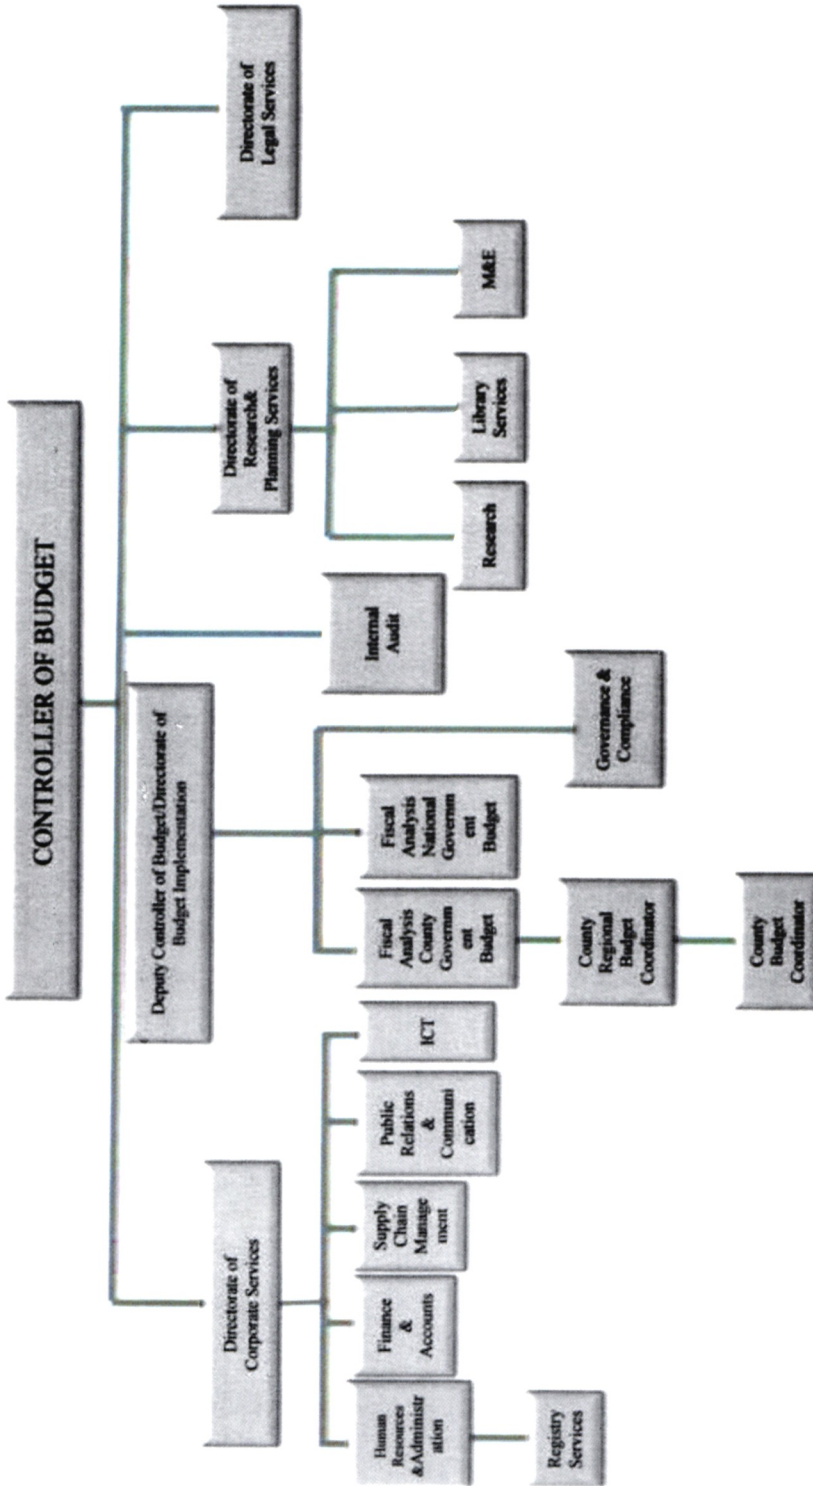 CONTROLLER OF BUDGET
Directorate of
Corporate Services
Deputy Controller of Budget/Directorate of
Budget Implementation
Internal
Audit
Directorate of
Research&
Planning Services
Directorate of
Legal Services
Human
Resources
&Administr
ation
Finance
&
Accounts
Supply
Chain
Manage
ment
Public
Relations
&
Communi
cation
ICT
Fiscal
Analysis
County
Governm
ent
Budget
Fiscal
Analysis
National
Governm
ent
Budget
Governance &
Compliance
Research
Library
Services
M&E
Registry
Services
County
Regional
Budget
Coordinator
County
Budget
Coordinator